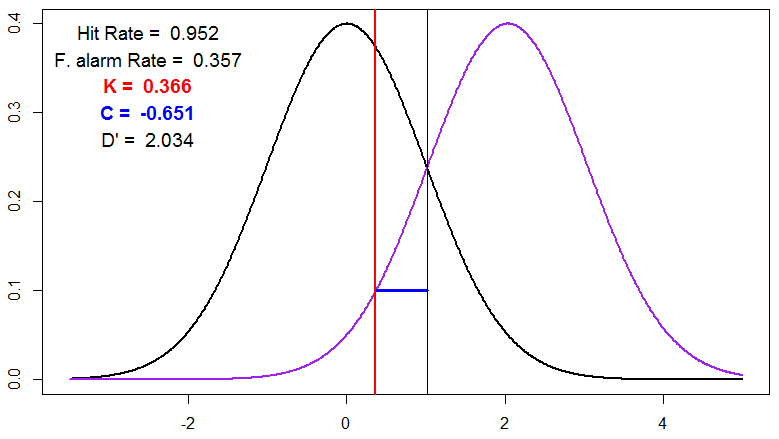 Hit Rate = 0.952
F. alarm Rate = 0.357
K = 0.366
C = -0.651
D' = 2.034
0.4
0.3
0.2
0.1
0.0
-2 0 2 4